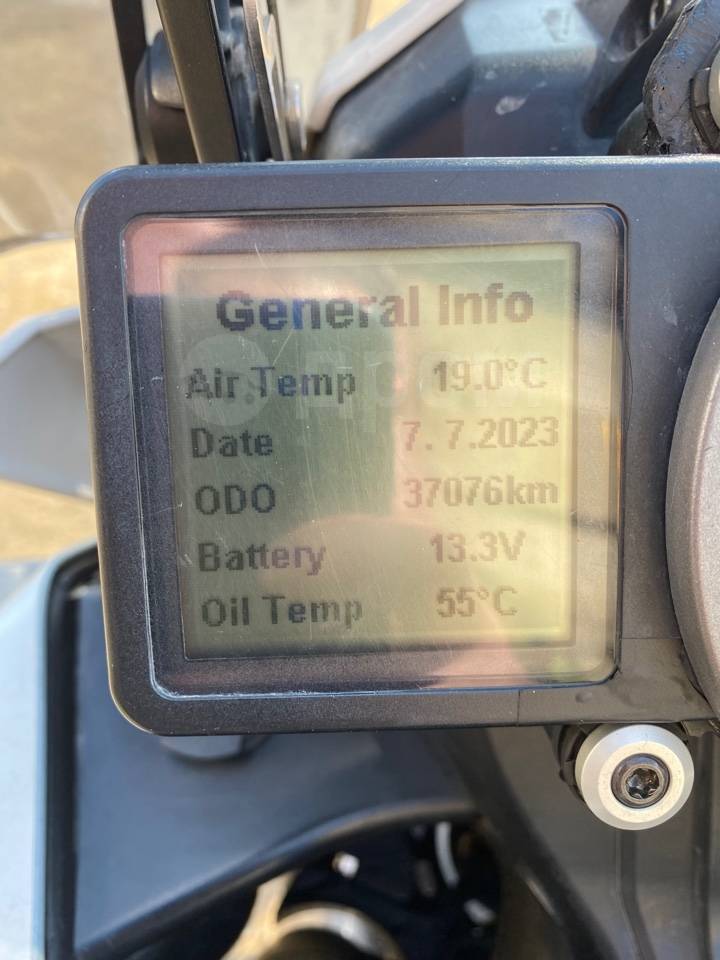 General Info
Air Temp 19.0°C
Date 7. 7.2023
ODO 37076km
Battery 13.3V
Oil Temp 55°C